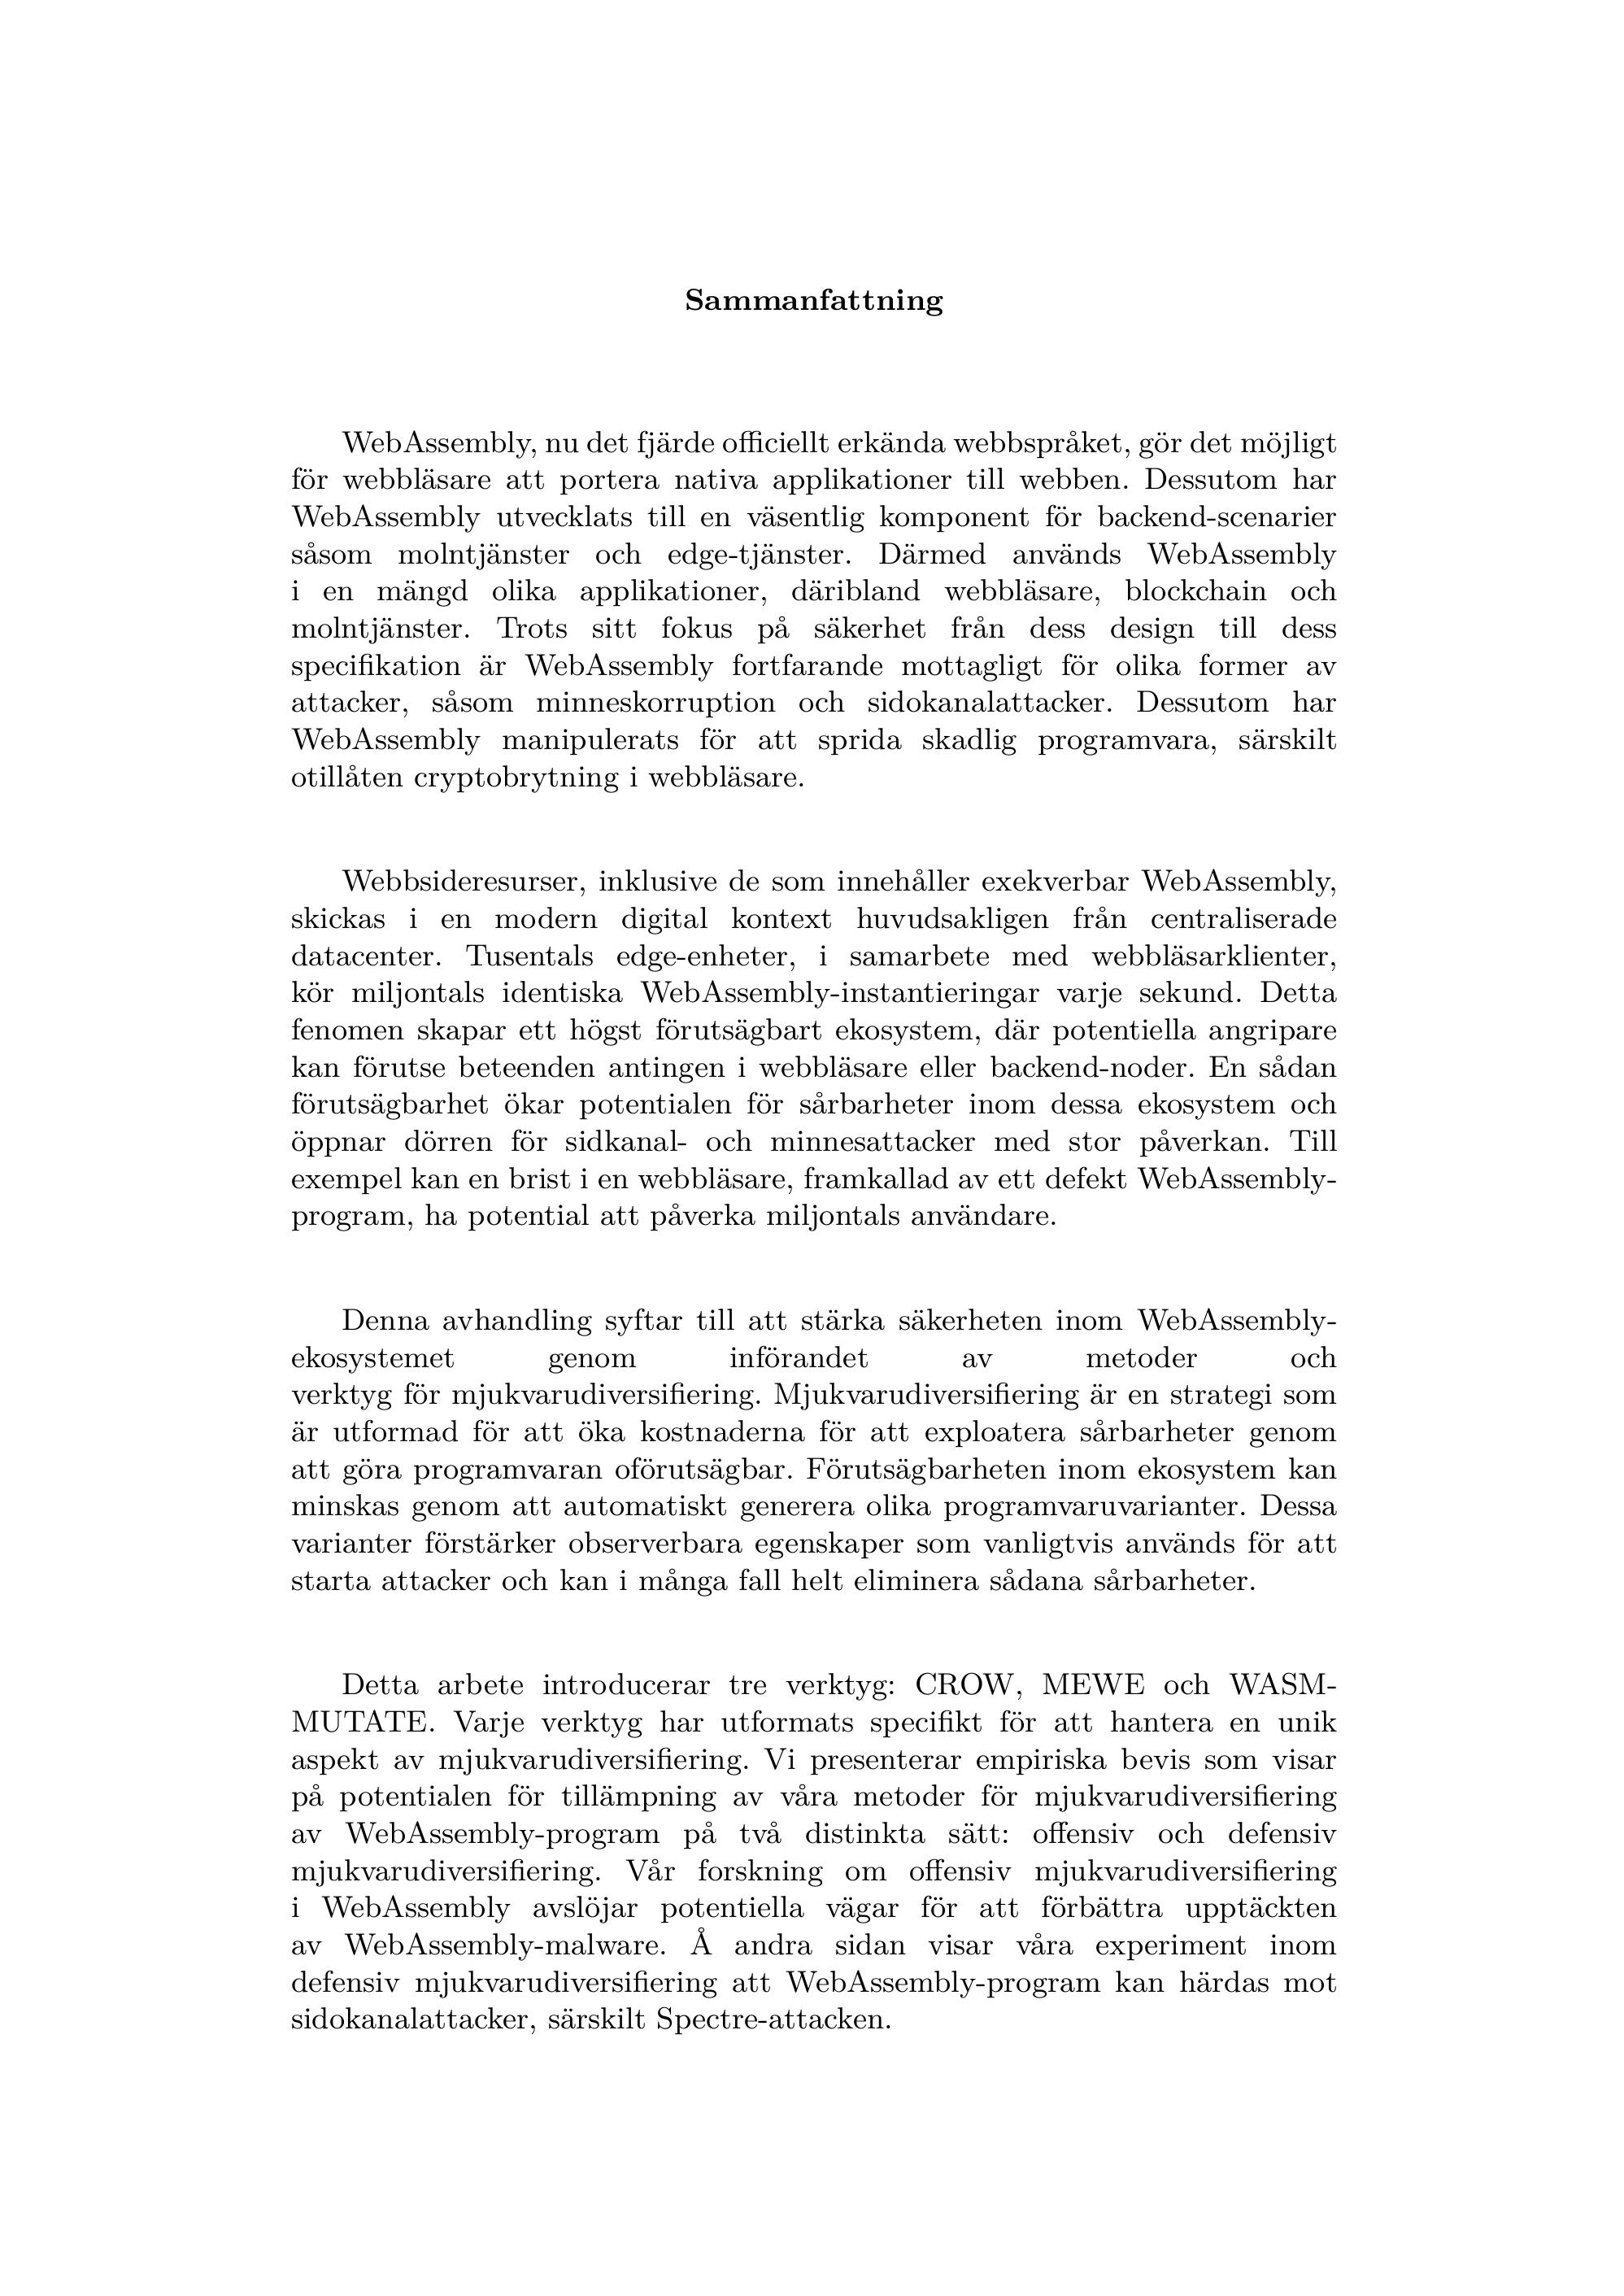 Sammanfattning
WebAssembly, nu det fjärde officiellt erkända webbspråket, gör det möjligt
för webbläsare att portera nativa applikationer till webben. Dessutom har
WebAssembly utvecklats till en väsentlig komponent för backend-scenarier
såsom molntjänster och edge-tjänster. Därmed används WebAssembly
i en mängd olika applikationer, däribland webbläsare, blockchain och
molntjänster. Trots sitt fokus på säkerhet från dess design till dess
specifikation är WebAssembly fortfarande mottagligt för olika former av
attacker, såsom minneskorruption och sidokanalattacker. Dessutom har
WebAssembly manipulerats för att sprida skadlig programvara, särskilt
otillåten cryptobrytning i webbläsare.
Webbsideresurser, inklusive de som innehåller exekverbar WebAssembly,
skickas i en modern digital kontext huvudsakligen från centraliserade
datacenter. Tusentals edge-enheter, i samarbete med webbläsarklienter,
kör miljontals identiska WebAssembly-instantieringar varje sekund. Detta
fenomen skapar ett högst förutsägbart ekosystem, där potentiella angripare
kan förutse beteenden antingen i webbläsare eller backend-noder. En sådan
förutsägbarhet ökar potentialen för sårbarheter inom dessa ekosystem och
öppnar dörren för sidkanal- och minnesattacker med stor påverkan. Till
exempel kan en brist i en webbläsare, framkallad av ett defekt WebAssembly-
program, ha potential att påverka miljontals användare.
Denna avhandling syftar till att stärka säkerheten inom WebAssembly-
ekosystemet genom införandet av metoder och
verktyg för mjukvarudiversifiering. Mjukvarudiversifiering är en strategi som
är utformad för att öka kostnaderna för att exploatera sårbarheter genom
att göra programvaran oförutsägbar. Förutsägbarheten inom ekosystem kan
minskas genom att automatiskt generera olika programvaruvarianter. Dessa
varianter förstärker observerbara egenskaper som vanligtvis används för att
starta attacker och kan i många fall helt eliminera sådana sårbarheter.
Detta arbete introducerar tre verktyg: CROW, MEWE och WASM-
MUTATE. Varje verktyg har utformats specifikt för att hantera en unik
aspekt av mjukvarudiversifiering. Vi presenterar empiriska bevis som visar
på potentialen för tillämpning av våra metoder för mjukvarudiversifiering
av WebAssembly-program på två distinkta sätt: offensiv och defensiv
mjukvarudiversifiering. Vår forskning om offensiv mjukvarudiversifiering
i WebAssembly avslöjar potentiella vägar för att förbättra upptäckten
av WebAssembly-malware. Å andra sidan visar våra experiment inom
defensiv mjukvarudiversifiering att WebAssembly-program kan härdas mot
sidokanalattacker, särskilt Spectre-attacken.